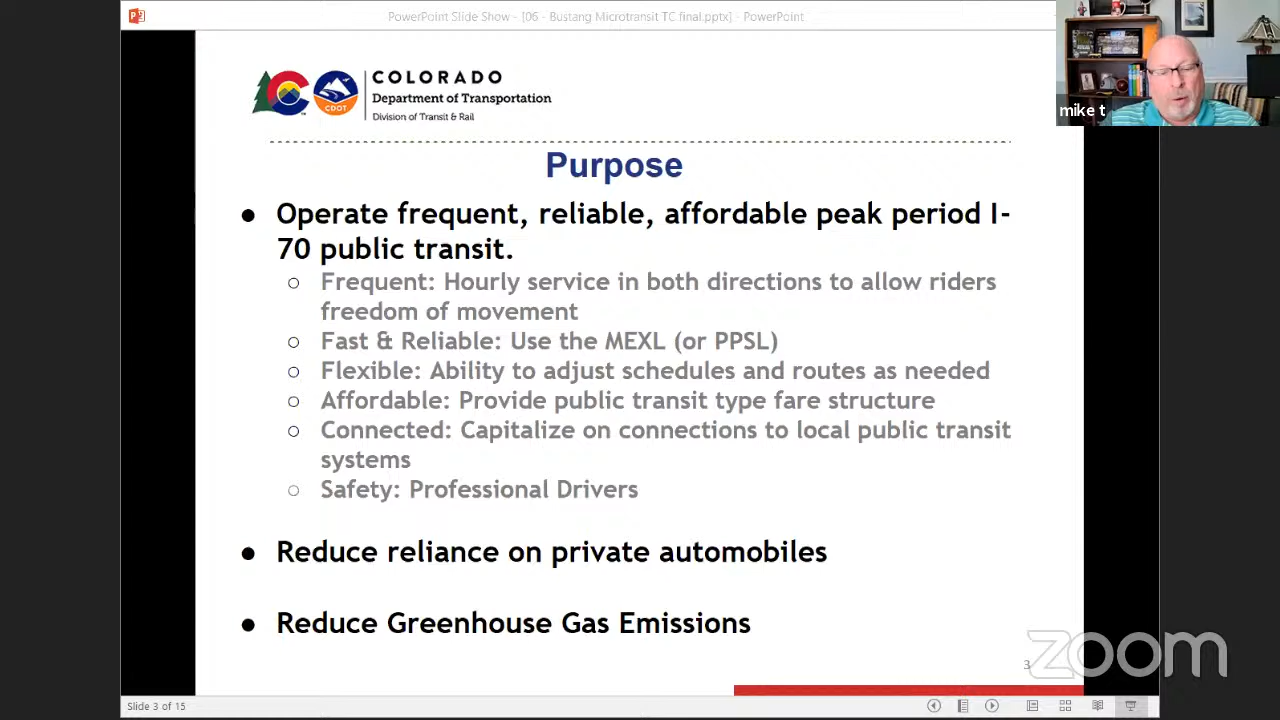 PowerPoint Slide Show - [06 - Bustang Microtransit TC final.pptx] - PowerPoint
mike t
COLORADO
Department of Transportation
Division of Transit & Rail
CDOT
Purpose
● Operate frequent, reliable, affordable peak period I-
70 public transit.
○ Frequent: Hourly service in both directions to allow riders
freedom of movement
○ Fast & Reliable: Use the MEXL (or PPSL)
○ Flexible: Ability to adjust schedules and routes as needed
○ Affordable: Provide public transit type fare structure
○ Connected: Capitalize on connections to local public transit
systems
○ Safety: Professional Drivers
● Reduce reliance on private automobiles
● Reduce Greenhouse Gas Emissions
3
zoom
Slide 3 of 15